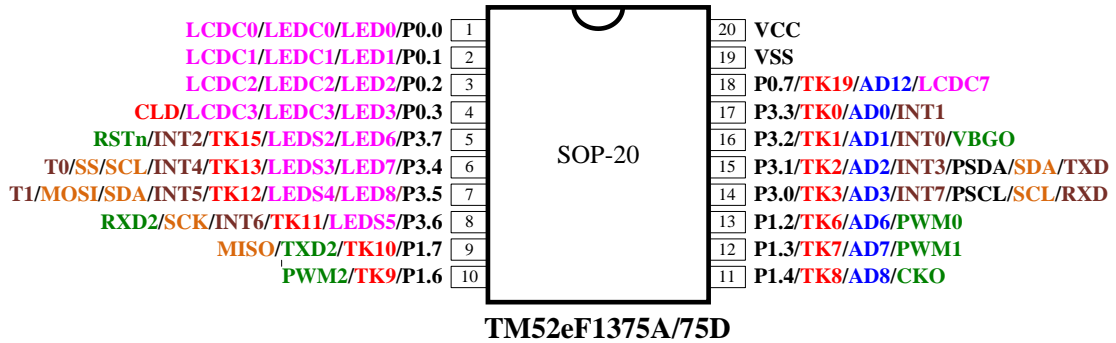 LCDC0/LEDC0/LED0/P0.0 1 20 VCC
LCDC1/LEDC1/LED1/P0.1 2 19 VSS
LCDC2/LEDC2/LED2/P0.2 3 18 P0.7/TK19/AD12/LCDC7
CLD/LCDC3/LEDC3/LED3/P0.3 4 17 P3.3/TK0/AD0/INT1
RSTn/INT2/TK15/LEDS2/LED6/P3.7 5 16 P3.2/TK1/AD1/INT0/VBGO
T0/SS/SCL/INT4/TK13/LEDS3/LED7/P3.4 6 SOP-20 15 P3.1/TK2/AD2/INT3/PSDA/SDA/TXD
T1/MOSI/SDA/INT5/TK12/LEDS4/LED8/P3.5 7 14 P3.0/TK3/AD3/INT7/PSCL/SCL/RXD
RXD2/SCK/INT6/TK11/LEDS5/P3.6 8 13 P1.2/TK6/AD6/PWM0
MISO/TXD2/TK10/P1.7 9 12 P1.3/TK7/AD7/PWM1
PWM2/TK9/P1.6 10 11 P1.4/TK8/AD8/CKO
TM52eF1375A/75D